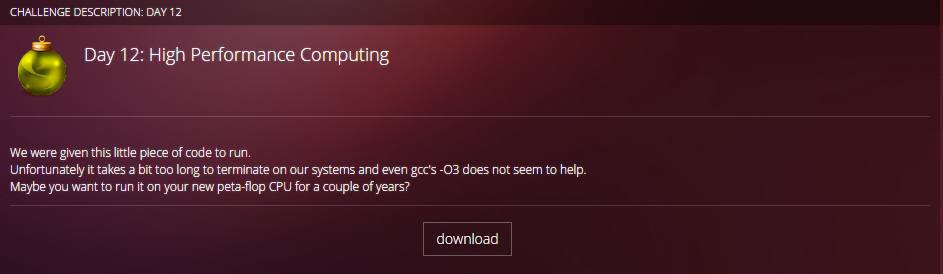 CHALLENGE DESCRIPTION: DAY 12
Day 12: High Performance Computing
We were given this little piece of code to run.
Unfortunately it takes a bit too long to terminate on our systems and even gcc's -O3 does not seem to help.
Maybe you want to run it on your new peta-flop CPU for a couple of years?
download